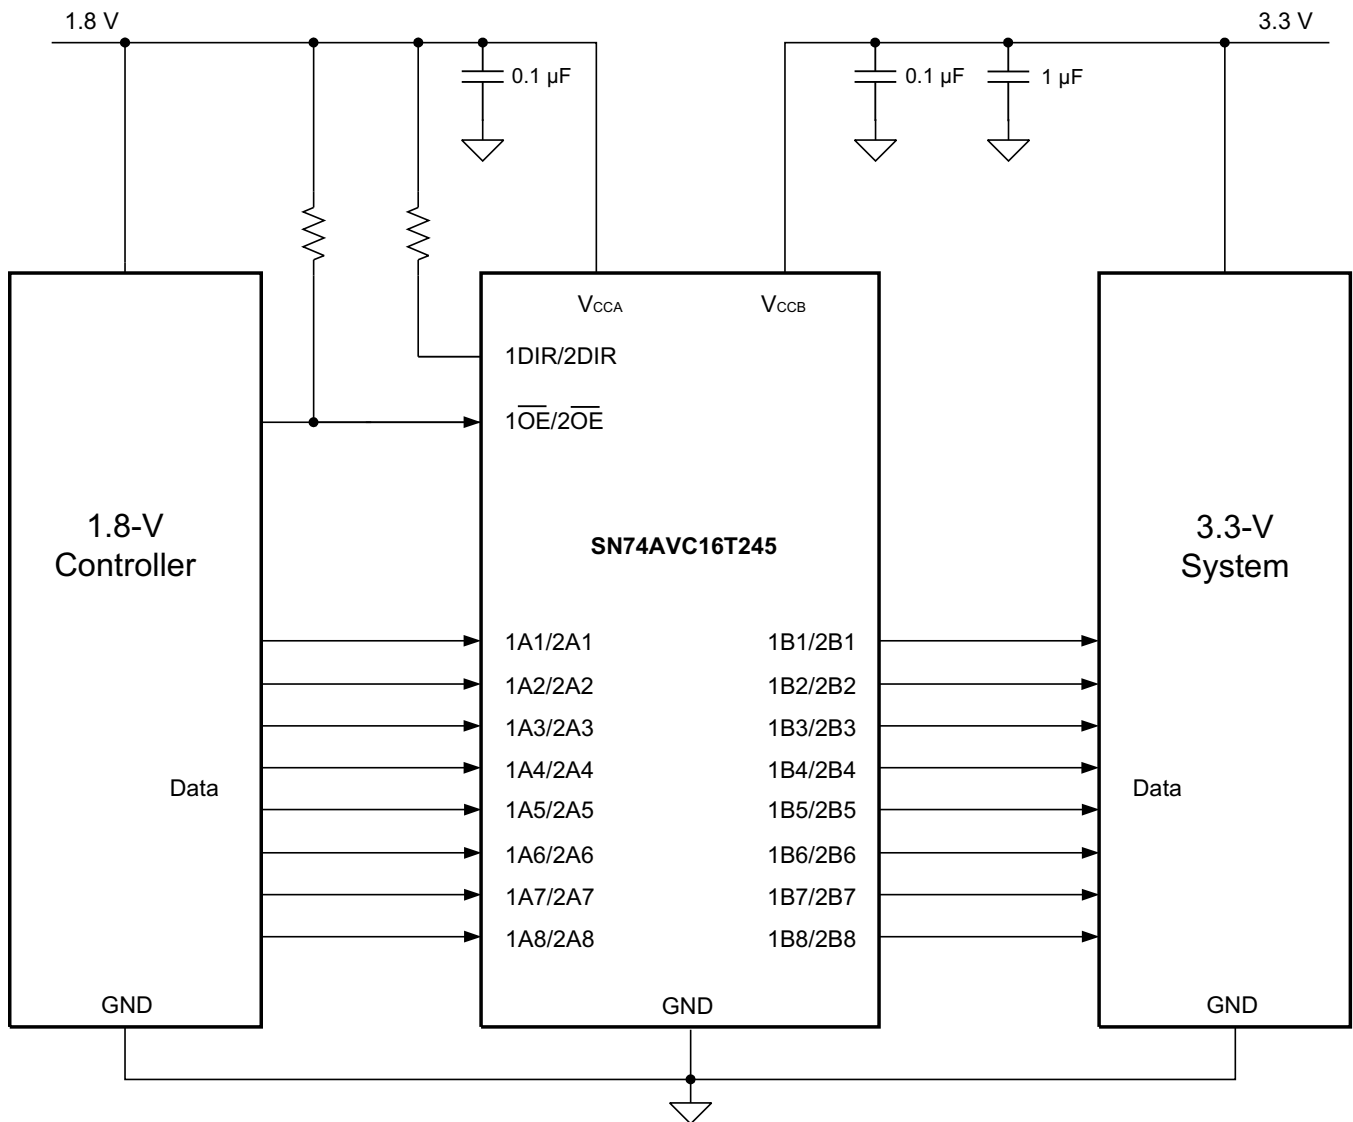 1.8 V
3.3 V
0.1 µF
0.1 µF
1 µF
VCCA
VCCB
1DIR/2DIR
1O̅E̅/2O̅E̅
1.8-V
Controller
SN74AVC16T245
3.3-V
System
1A1/2A1
1B1/2B1
1A2/2A2
1B2/2B2
1A3/2A3
1B3/2B3
1A4/2A4
1B4/2B4
Data
Data
1A5/2A5
1B5/2B5
1A6/2A6
1B6/2B6
1A7/2A7
1B7/2B7
1A8/2A8
1B8/2B8
GND
GND
GND